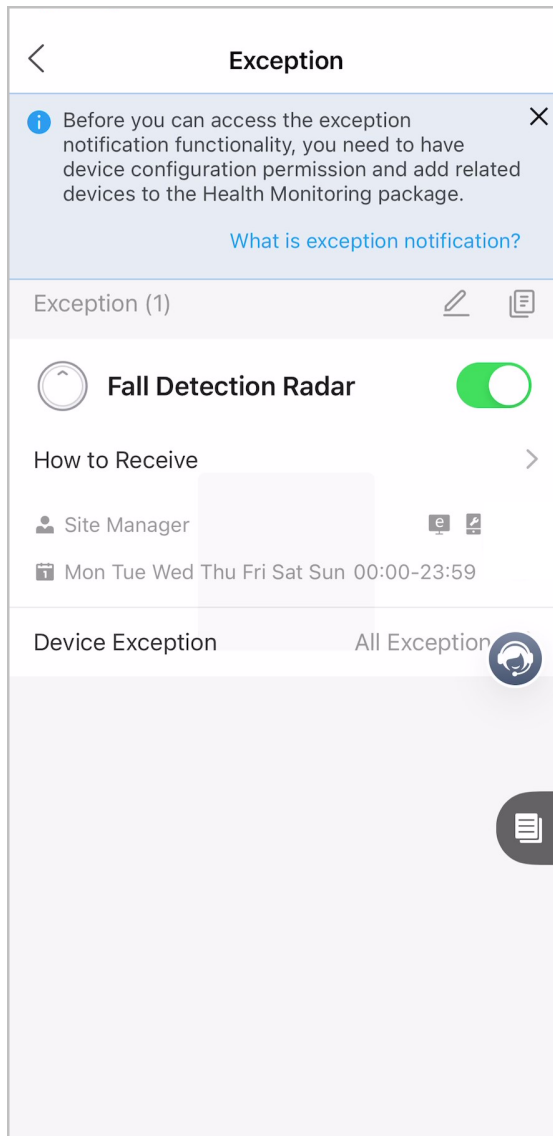 Exception
Before you can access the exception
notification functionality, you need to have
device configuration permission and add related
devices to the Health Monitoring package.
What is exception notification?
Exception (1)
Fall Detection Radar
How to Receive
Site Manager
Mon Tue Wed Thu Fri Sat Sun 00:00-23:59
Device Exception All Exception